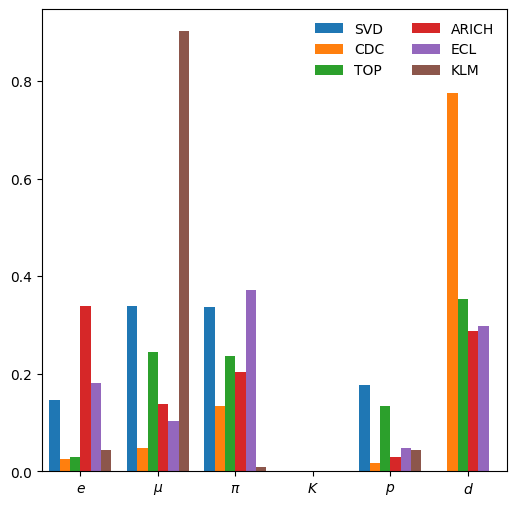 SVD
CDC
TOP
ARICH
ECL
KLM
0.8
0.6
0.4
0.2
0.0
e μ π K p d